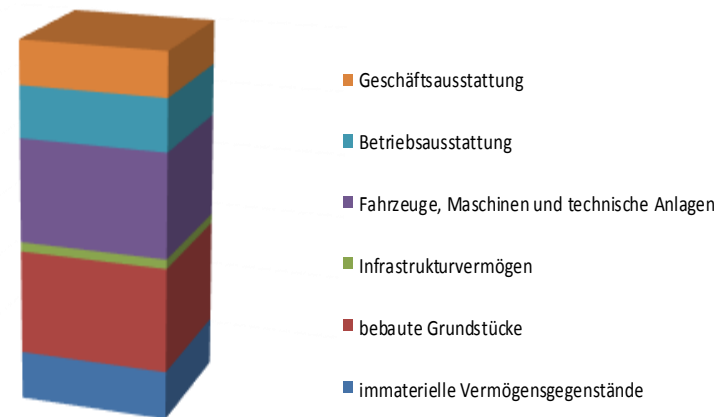 Geschäftsausstattung
Betriebsausstattung
Fahrzeuge, Maschinen und technische Anlagen
Infrastrukturvermögen
bebaute Grundstücke
immaterielle Vermögensgegenstände